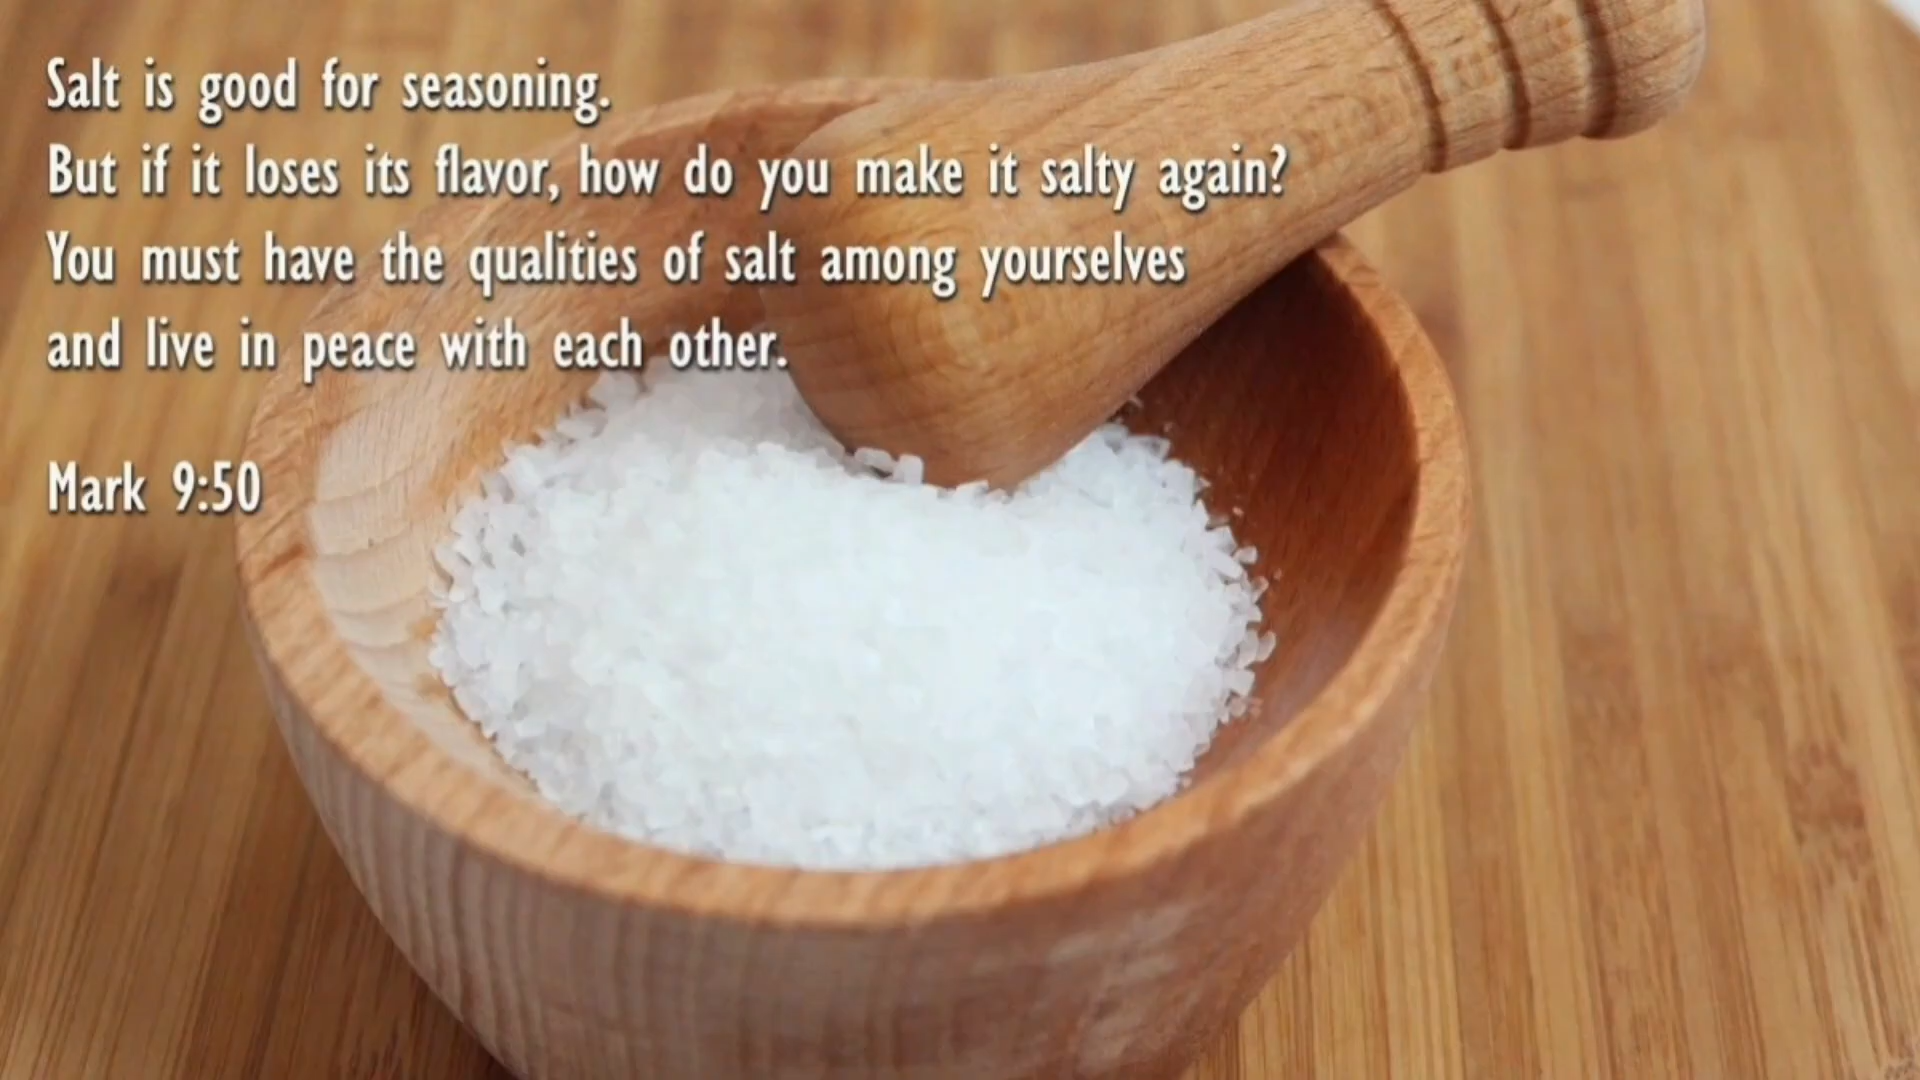 Salt is good for seasoning.
But if it loses its flavor, how do you make it salty again?
You must have the qualities of salt among yourselves
and live in peace with each other.
Mark 9:50